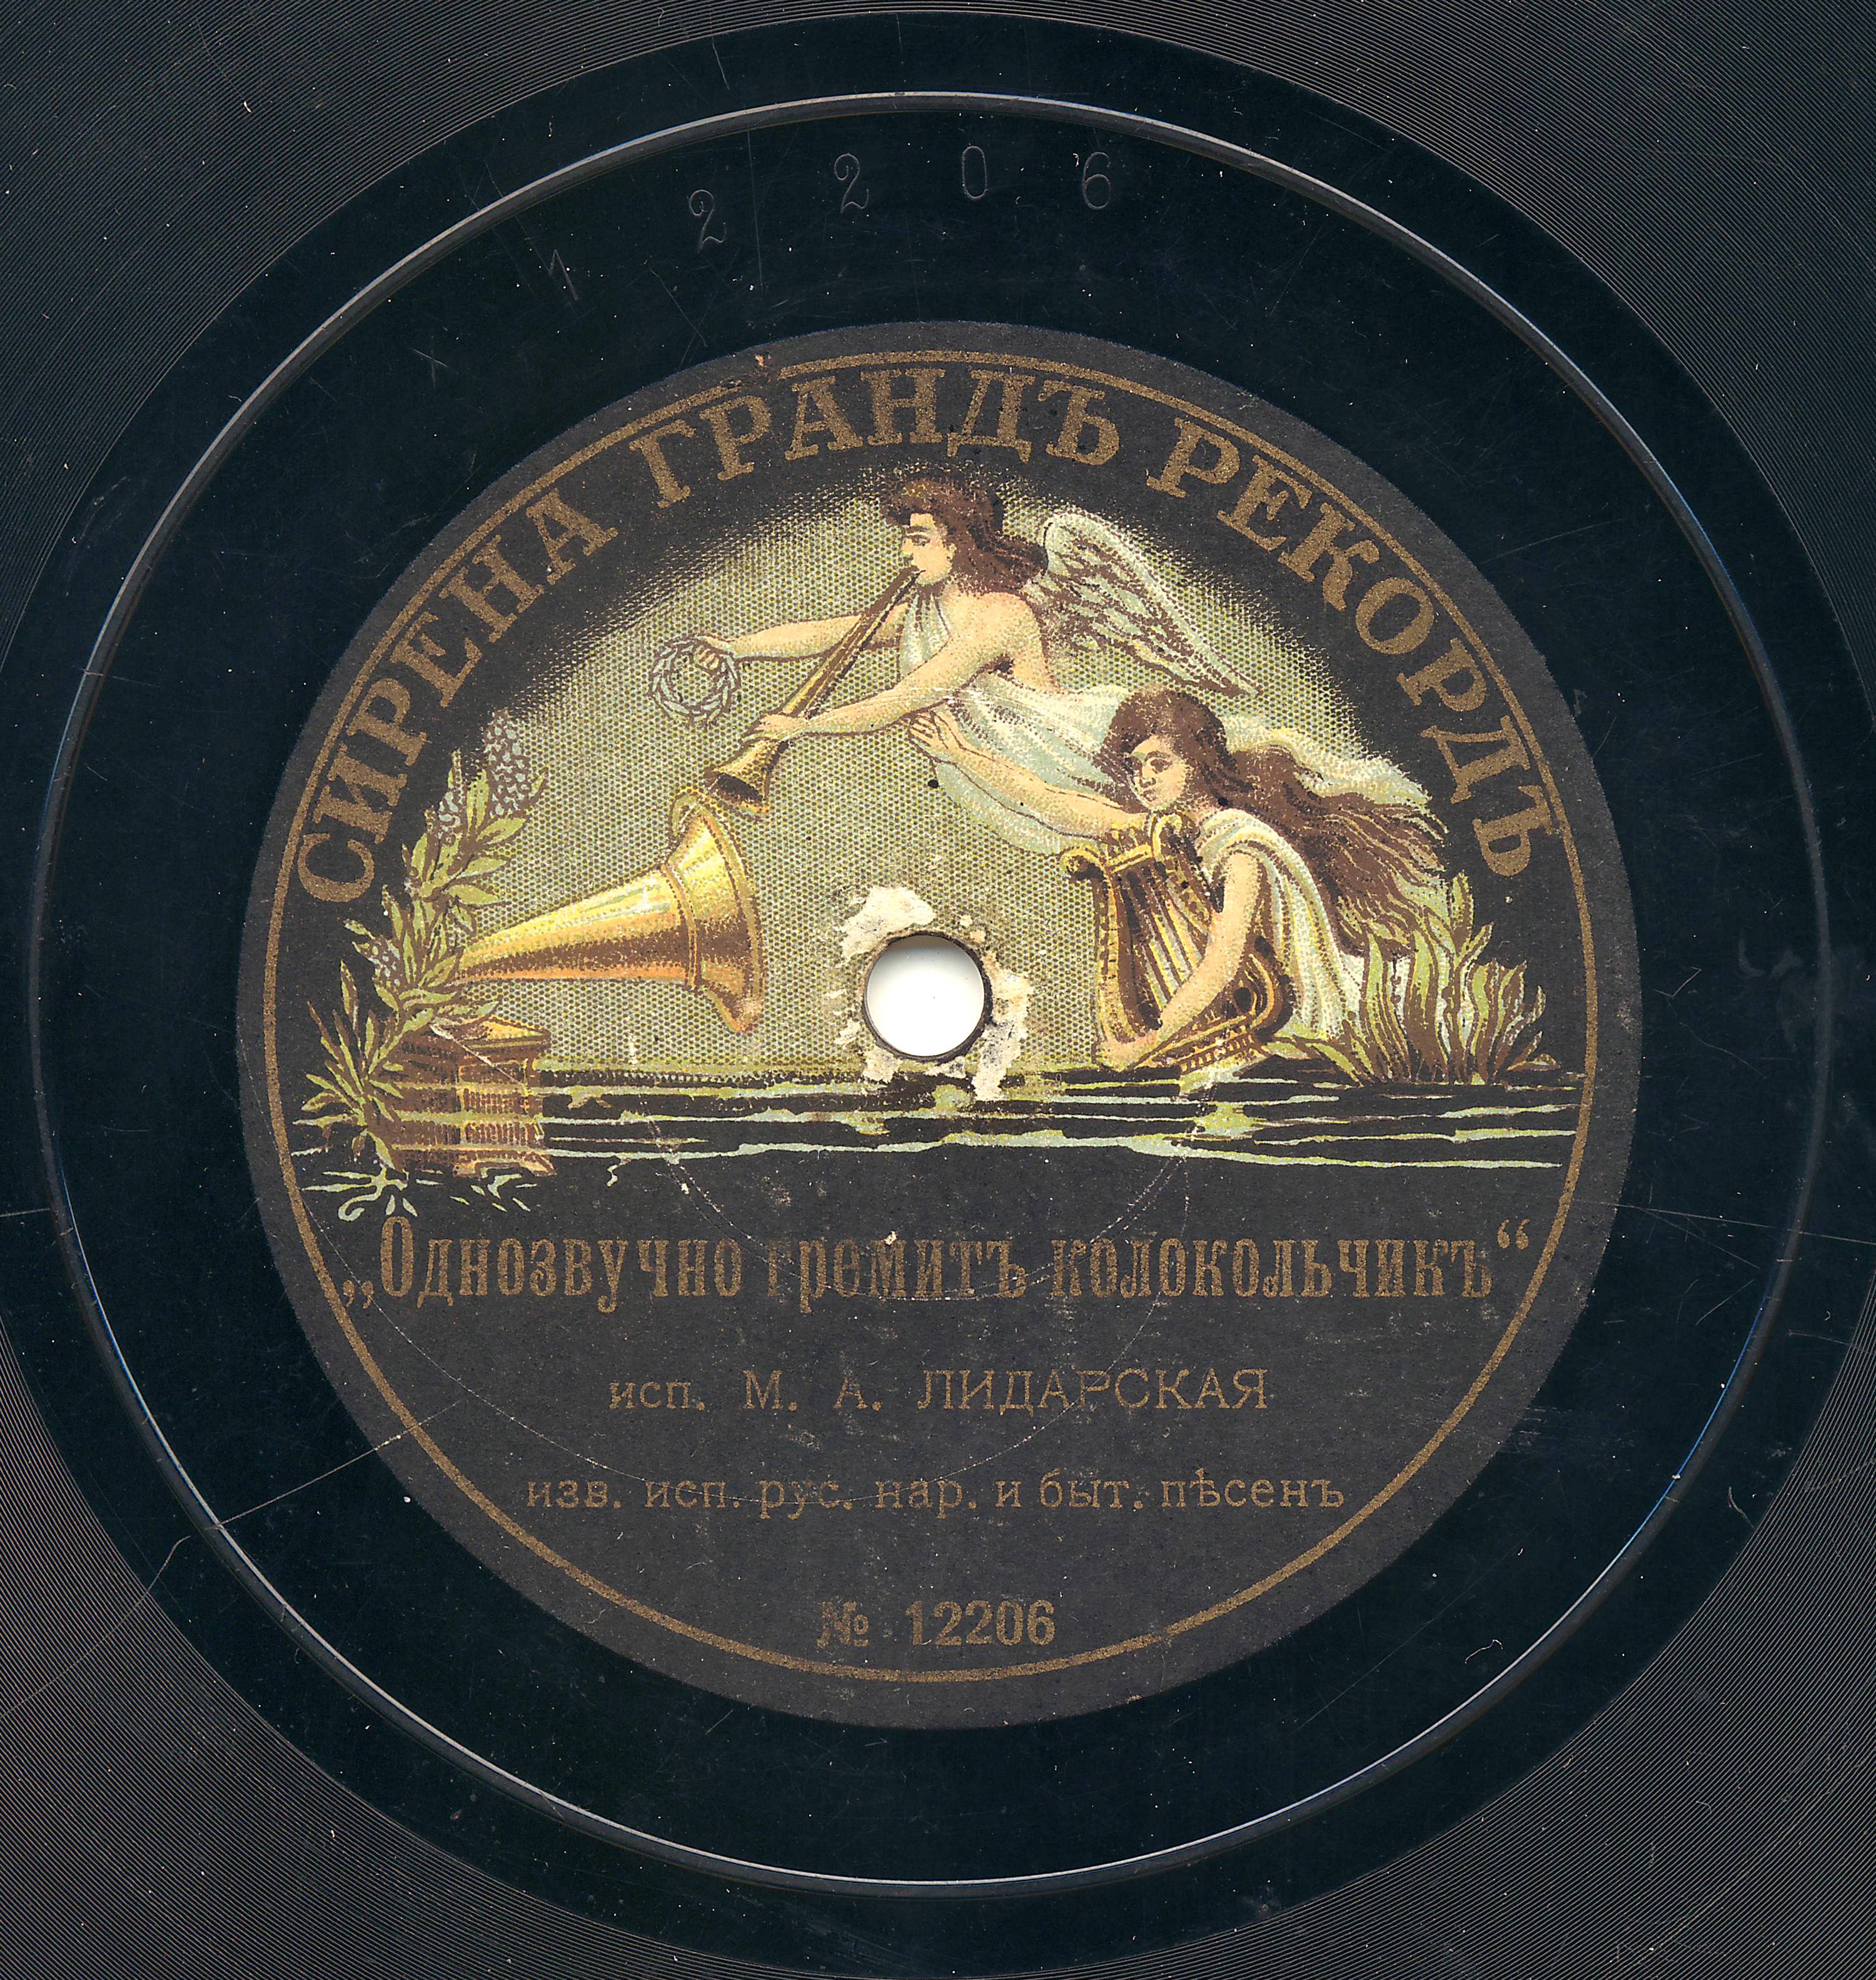 12206
СИРЕНА ГРАНДЪ РЕКОРДЪ
„Однозвучно гремитъ колокольчикъ“
исп. М. А. ЛИДАРСКАЯ
изв. исп. рус. нар. и быт. пѣсенъ
№ 12206